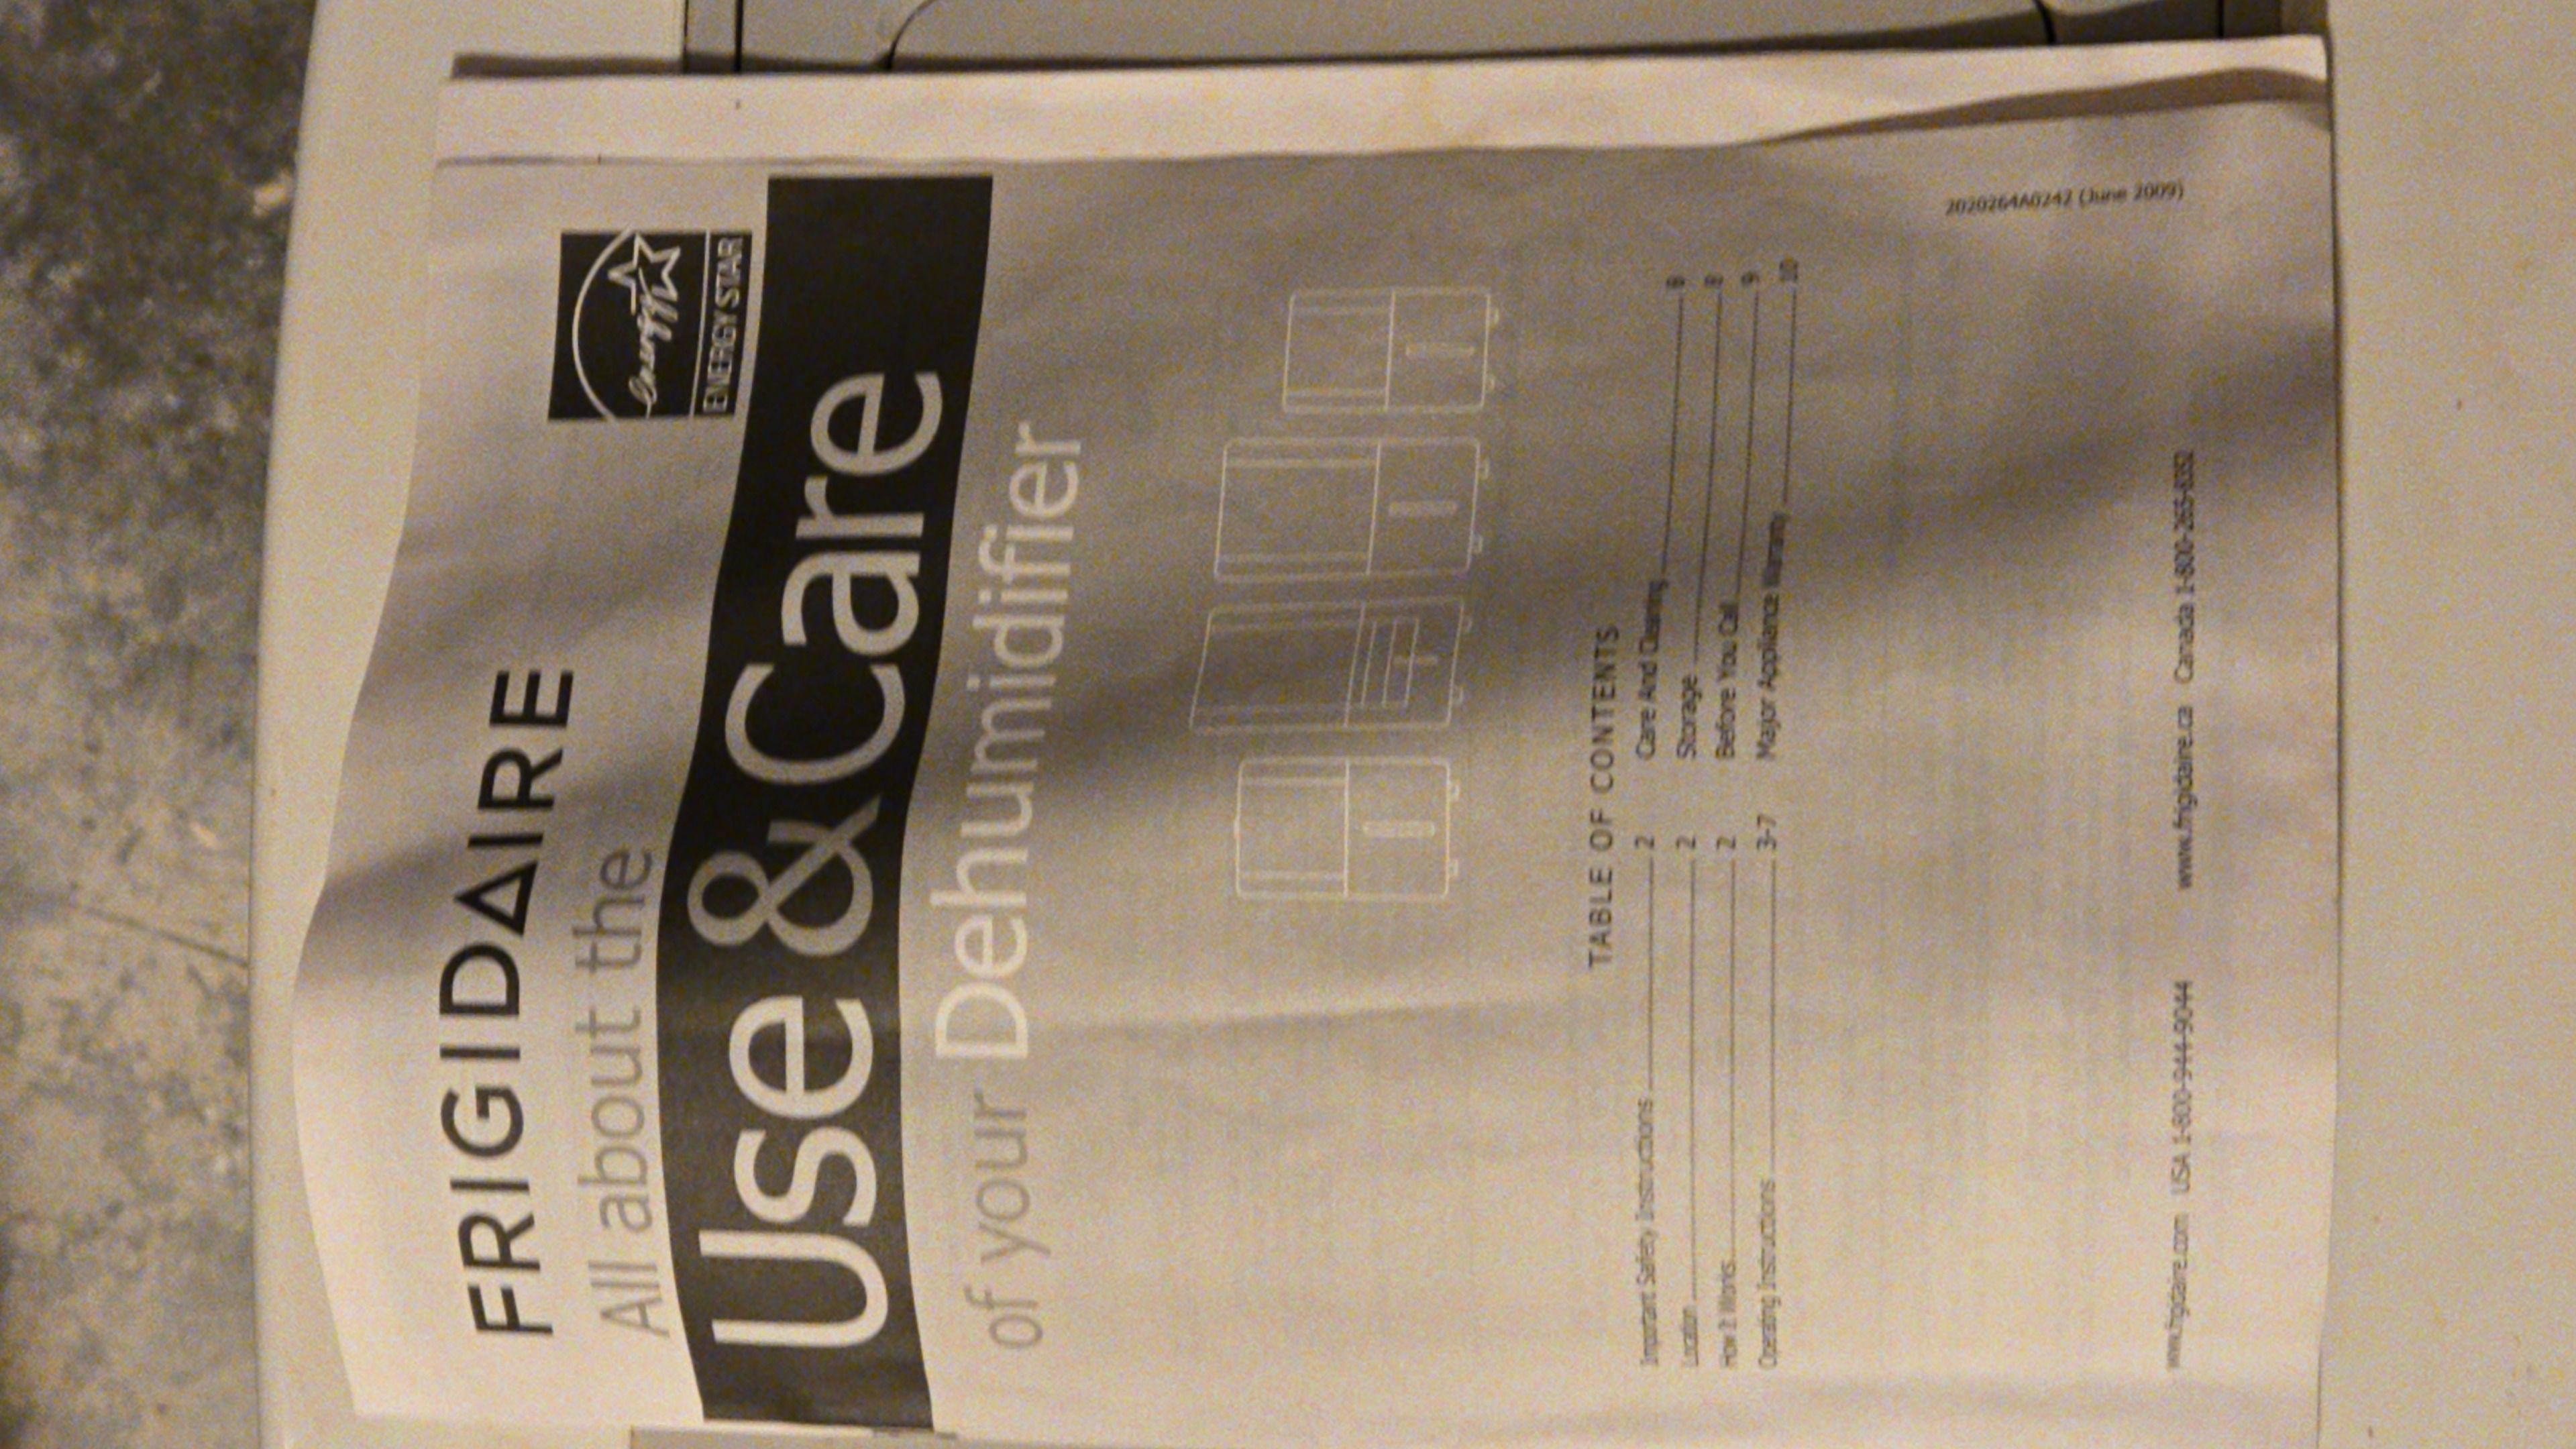 FRIGIDAIRE
All about the
Use & Care
of your Dehumidifier
energy
ENERGY STAR
TABLE OF CONTENTS
Important Safety Instructions 2
Location 2
How It Works 2
Operating Instructions 3-7
Care And Cleaning 8
Storage 8
Before You Call 9
Major Appliance Warranty 10
www.frigidaire.com USA 1-800-944-9044 www.frigidaire.ca Canada 1-800-265-8352
2020264A0242 (June 2009)